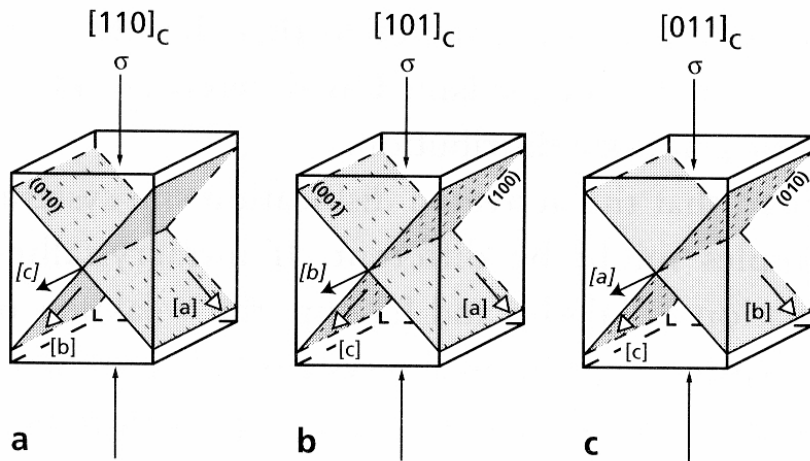 [110]C
σ
(010)
[c]
[b]
[a]
a
[101]C
σ
(001)
(100)
[b]
[c]
[a]
b
[011]C
σ
(010)
[a]
[c]
[b]
c